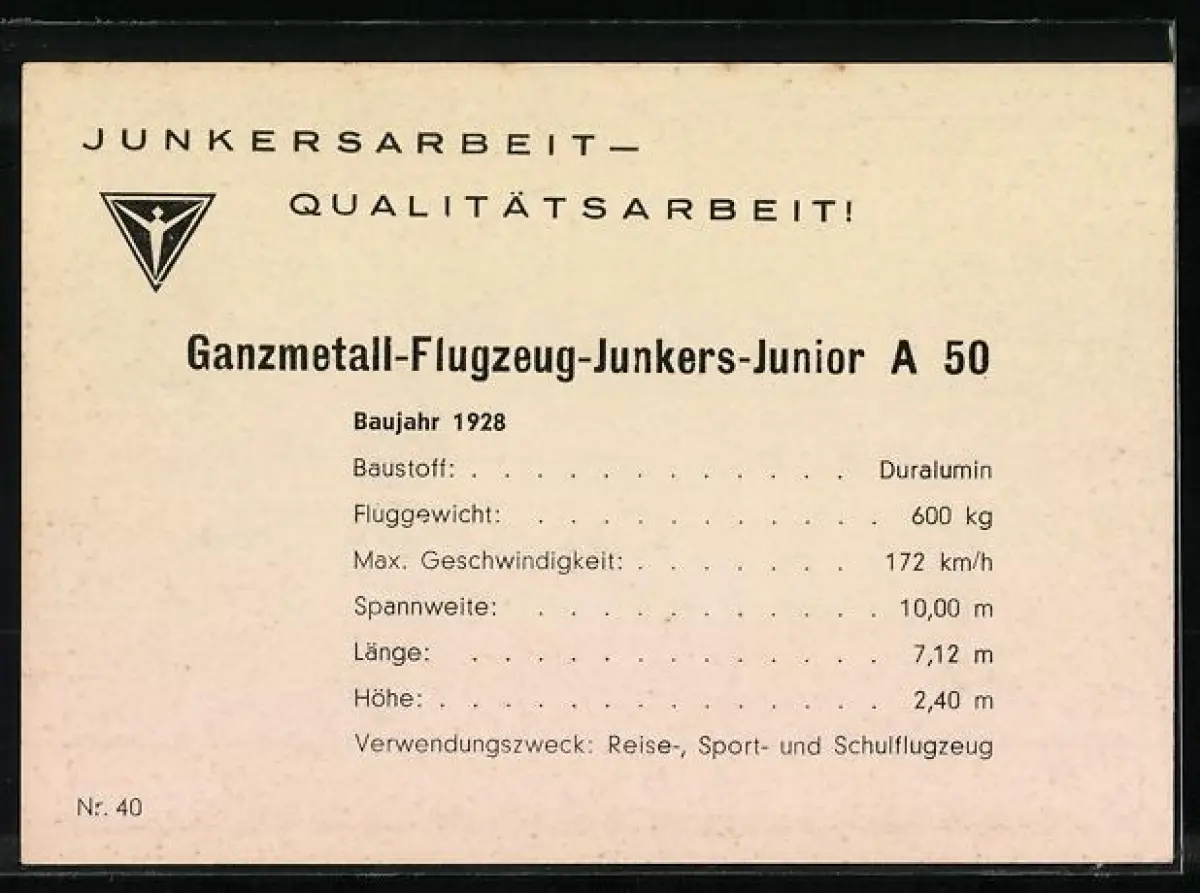 JUNKERSARBEIT—
QUALITÄTSARBEIT!
Ganzmetall-Flugzeug-Junkers-Junior A 50
Baujahr 1928
Baustoff: . . . . . . . . . . . . Duralumin
Fluggewicht: . . . . . . . . . . . 600 kg
Max. Geschwindigkeit: . . . . . . . 172 km/h
Spannweite: . . . . . . . . . . . 10,00 m
Länge: . . . . . . . . . . . . . 7,12 m
Höhe: . . . . . . . . . . . . . . 2,40 m
Verwendungszweck: Reise-, Sport- und Schulflugzeug
Nr. 40